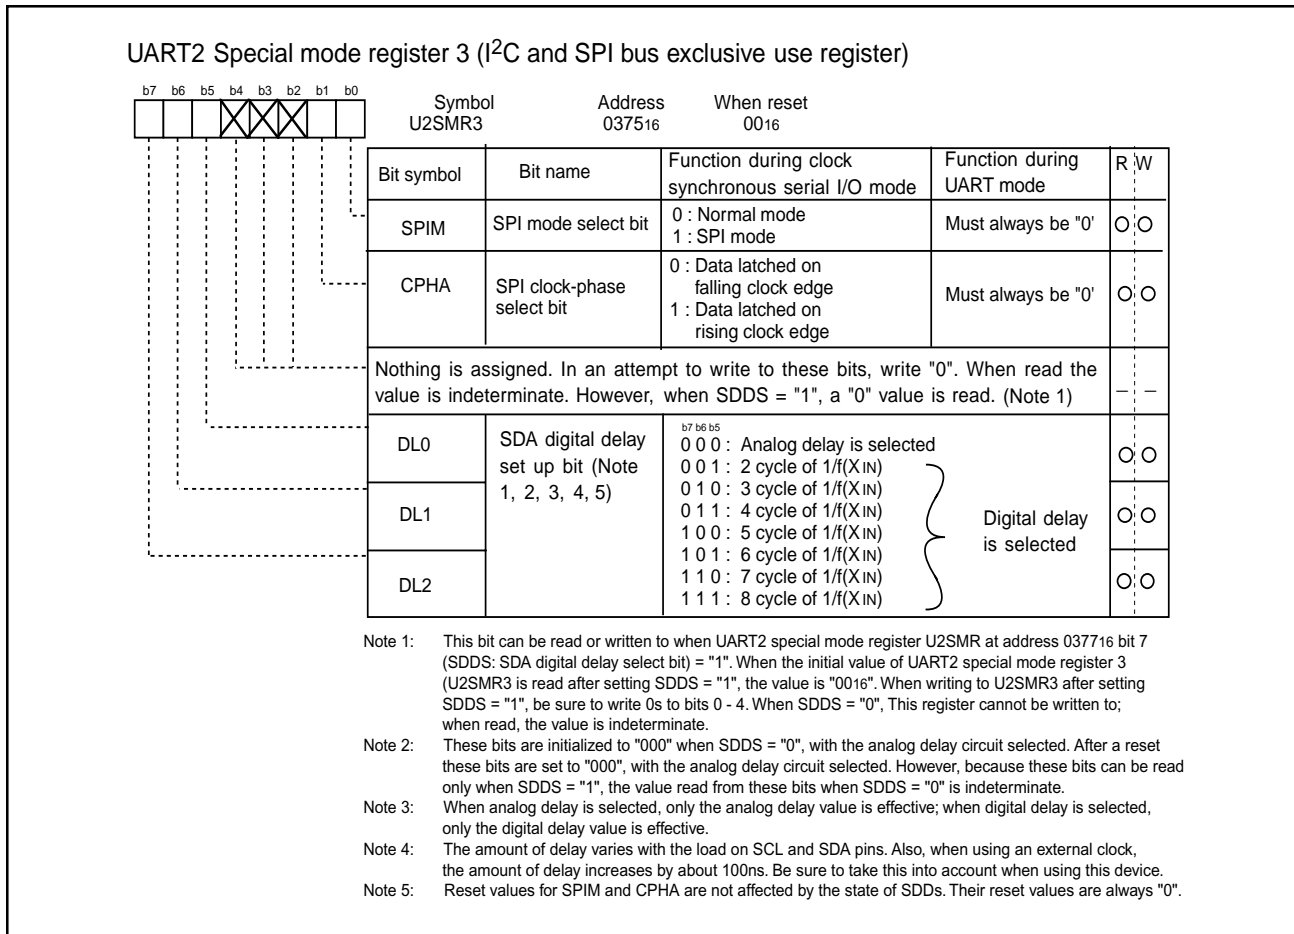 UART2 Special mode register 3 (I2C and SPI bus exclusive use register)
b7 b6 b5 b4 b3 b2 b1 b0
Symbol Address When reset
U2SMR3 037516 0016
Bit symbol
Bit name
Function during clock
synchronous serial I/O mode
Function during
UART mode
R W
SPIM
SPI mode select bit
0 : Normal mode
1 : SPI mode
Must always be "0'
O O
CPHA
SPI clock-phase
select bit
0 : Data latched on
falling clock edge
1 : Data latched on
rising clock edge
Must always be "0'
O O
Nothing is assigned. In an attempt to write to these bits, write "0". When read the
value is indeterminate. However, when SDDS = "1", a "0" value is read. (Note 1)
– –
DL0
DL1
DL2
SDA digital delay
set up bit (Note
1, 2, 3, 4, 5)
b7 b6 b5
0 0 0 : Analog delay is selected
0 0 1 : 2 cycle of 1/f(XIN)
0 1 0 : 3 cycle of 1/f(XIN)
0 1 1 : 4 cycle of 1/f(XIN)
1 0 0 : 5 cycle of 1/f(XIN)
1 0 1 : 6 cycle of 1/f(XIN)
1 1 0 : 7 cycle of 1/f(XIN)
1 1 1 : 8 cycle of 1/f(XIN)
Digital delay
is selected
O O
O O
O O
Note 1: This bit can be read or written to when UART2 special mode register U2SMR at address 037716 bit 7
(SDDS: SDA digital delay select bit) = "1". When the initial value of UART2 special mode register 3
(U2SMR3 is read after setting SDDS = "1", the value is "0016". When writing to U2SMR3 after setting
SDDS = "1", be sure to write 0s to bits 0 - 4. When SDDS = "0", This register cannot be written to;
when read, the value is indeterminate.
Note 2: These bits are initialized to "000" when SDDS = "0", with the analog delay circuit selected. After a reset
these bits are set to "000", with the analog delay circuit selected. However, because these bits can be read
only when SDDS = "1", the value read from these bits when SDDS = "0" is indeterminate.
Note 3: When analog delay is selected, only the analog delay value is effective; when digital delay is selected,
only the digital delay value is effective.
Note 4: The amount of delay varies with the load on SCL and SDA pins. Also, when using an external clock,
the amount of delay increases by about 100ns. Be sure to take this into account when using this device.
Note 5: Reset values for SPIM and CPHA are not affected by the state of SDDs. Their reset values are always "0".